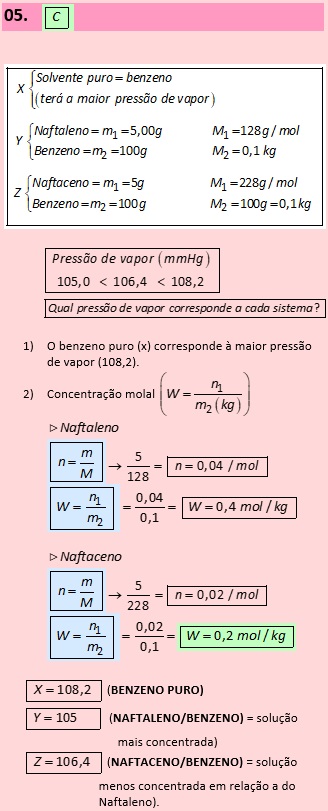 05. C
X { Solvente puro = benzeno
(terá a maior pressão de vapor)
Y { Naftaleno = m₁ = 5,00g M₁ = 128g / mol
Benzeno = m₂ = 100g M₂ = 0,1 kg
Z { Naftaceno = m₁ = 5g M₁ = 228g / mol
Benzeno = m₂ = 100g M₂ = 100g = 0,1kg
Pressão de vapor (mmHg)
105,0 < 106,4 < 108,2
Qual pressão de vapor corresponde a cada sistema?
1) O benzeno puro (x) corresponde à maior pressão
de vapor (108,2).
2) Concentração molal (W = n₁ / m₂(kg))
▷ Naftaleno
n = m/M → 5/128 = n = 0,04 / mol
W = n₁/m₂ = 0,04/0,1 = W = 0,4 mol / kg
▷ Naftaceno
n = m/M → 5/228 = n = 0,02 / mol
W = n₁/m₂ = 0,02/0,1 = W = 0,2 mol / kg
X = 108,2 (BENZENO PURO)
Y = 105 (NAFTALENO/BENZENO) = solução
mais concentrada)
Z = 106,4 (NAFTACENO/BENZENO) = solução
menos concentrada em relação a do
Naftaleno).